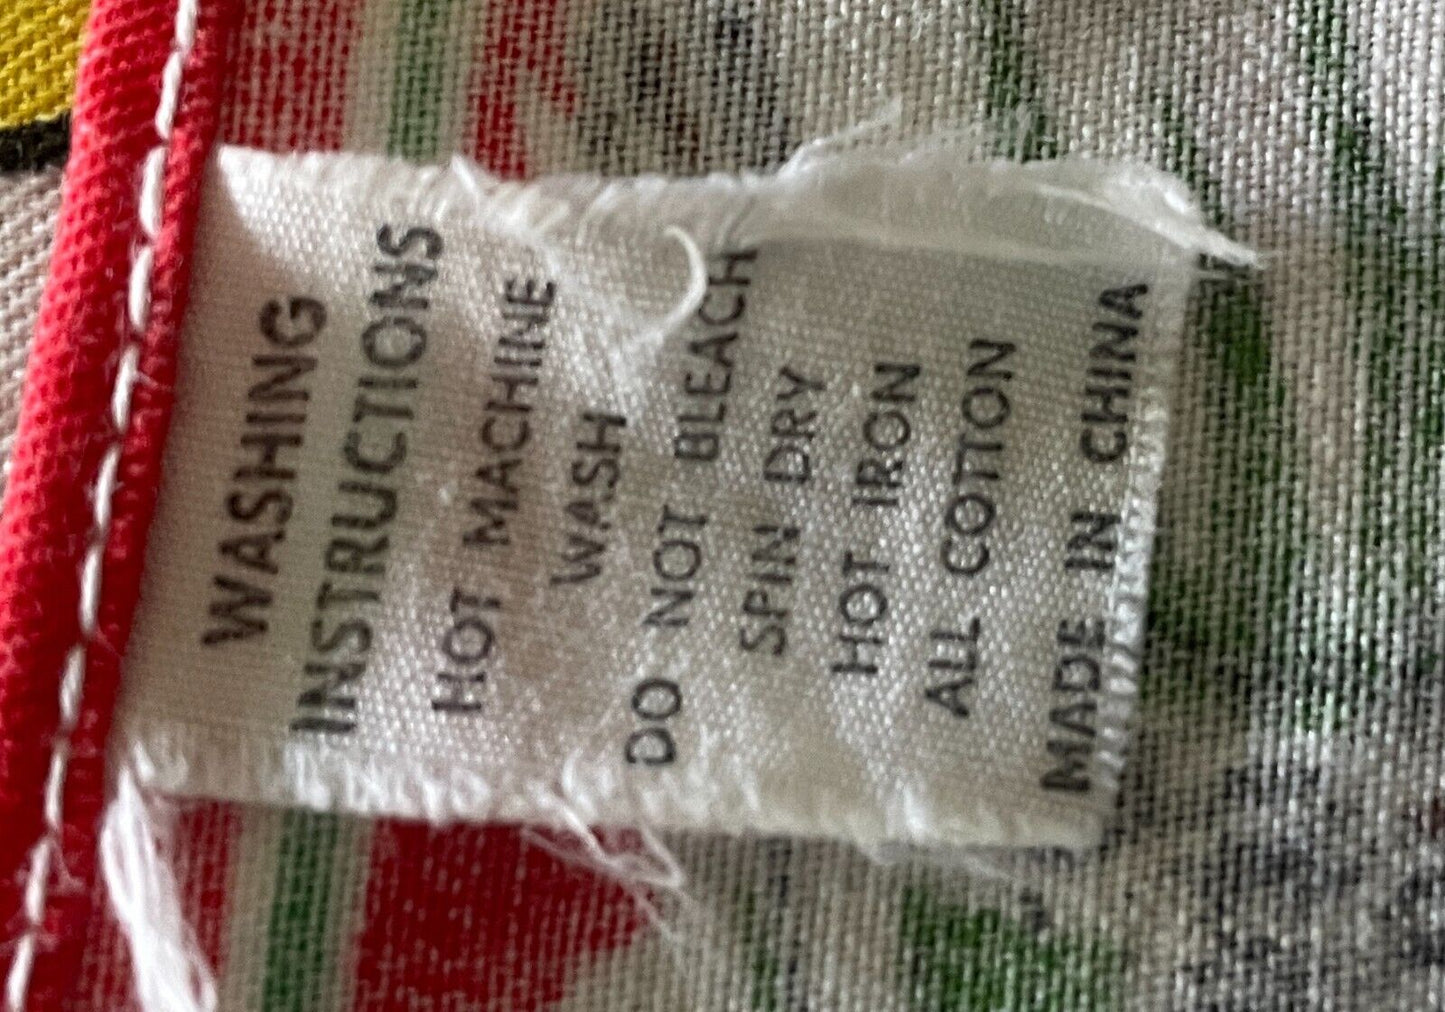 WASHING
INSTRUCTIONS
HOT MACHINE
WASH
DO NOT BLEACH
SPIN DRY
HOT IRON
ALL COTTON
MADE IN CHINA